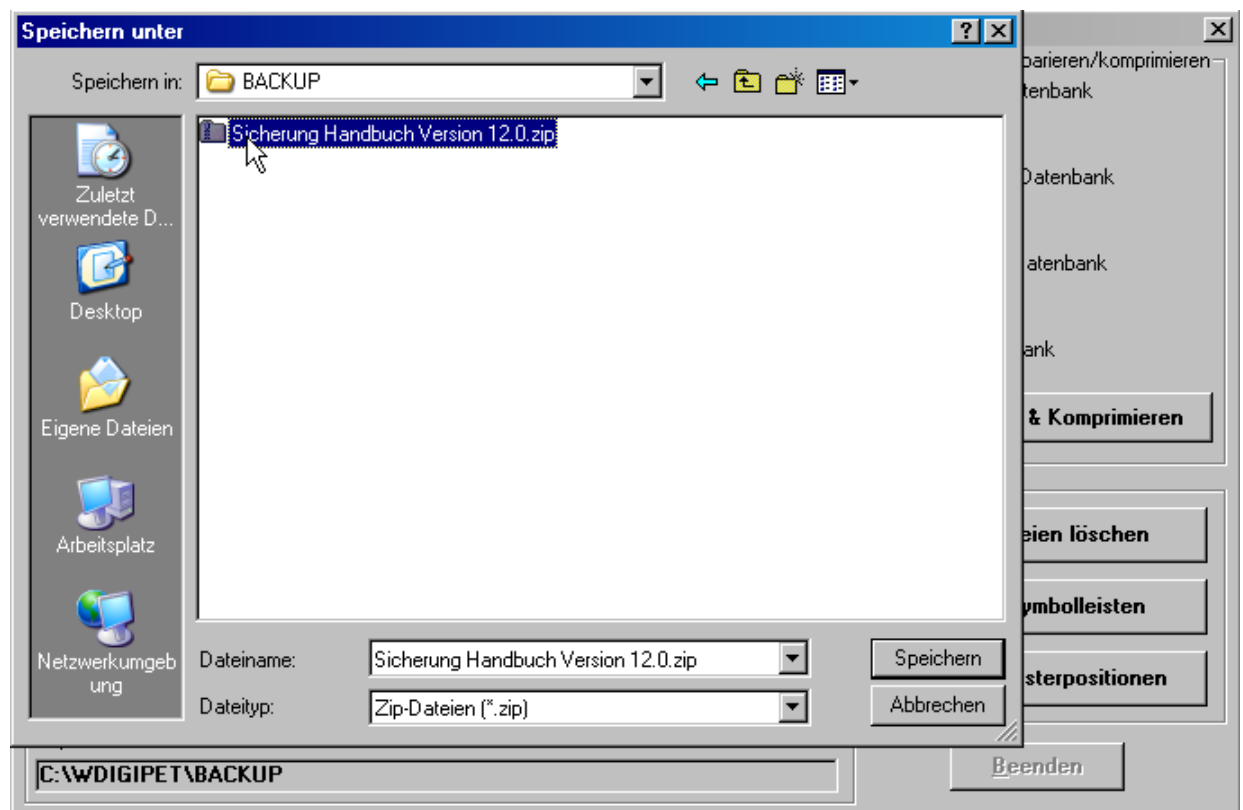 Speichern unter
Speichern in:
BACKUP
Zuletzt
verwendete D...
Desktop
Eigene Dateien
Arbeitsplatz
Netzwerkumgeb
ung
Sicherung Handbuch Version 12.0.zip
Dateiname:
Sicherung Handbuch Version 12.0.zip
Speichern
Dateityp:
Zip-Dateien (*.zip)
Abbrechen
parieren/komprimieren
tenbank
Datenbank
atenbank
ank
& Komprimieren
eien löschen
ymbolleisten
sterpositionen
C:\WDIGIPET\BACKUP
Beenden